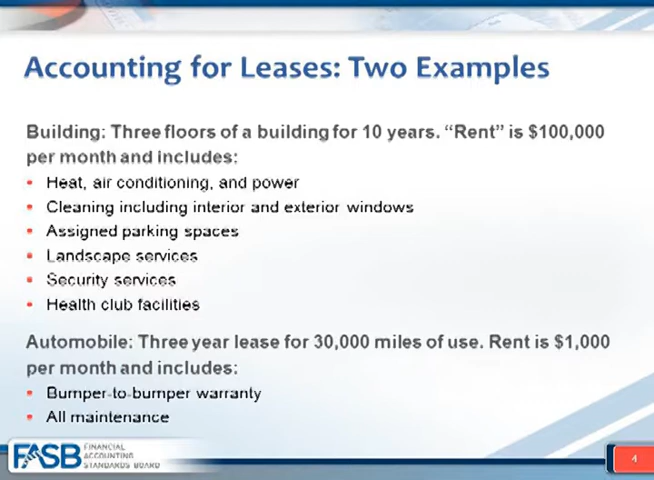 Accounting for Leases: Two Examples
Building: Three floors of a building for 10 years. “Rent” is $100,000
per month and includes:
• Heat, air conditioning, and power
• Cleaning including interior and exterior windows
• Assigned parking spaces
• Landscape services
• Security services
• Health club facilities
Automobile: Three year lease for 30,000 miles of use. Rent is $1,000
per month and includes:
• Bumper-to-bumper warranty
• All maintenance
FASB
FINANCIAL
ACCOUNTING
STANDARDS BOARD
4